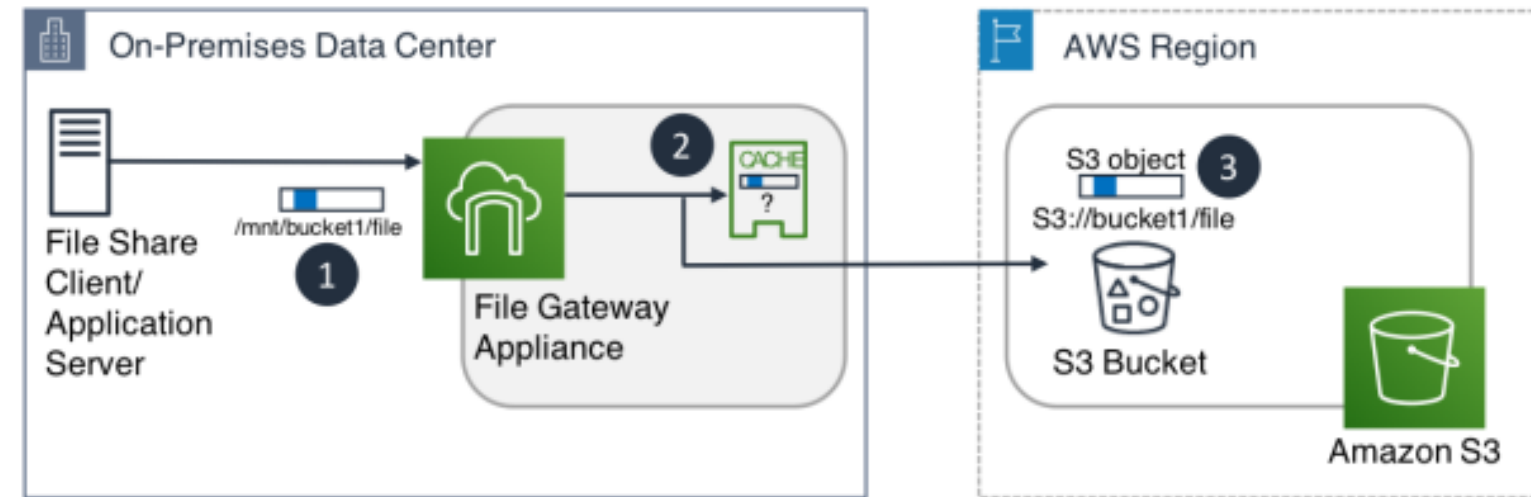 On-Premises Data Center
AWS Region
2
CACHE
?
S3 object
3
S3://bucket1/file
/mnt/bucket1/file
1
File Share
Client/
Application
Server
File Gateway
Appliance
S3 Bucket
Amazon S3